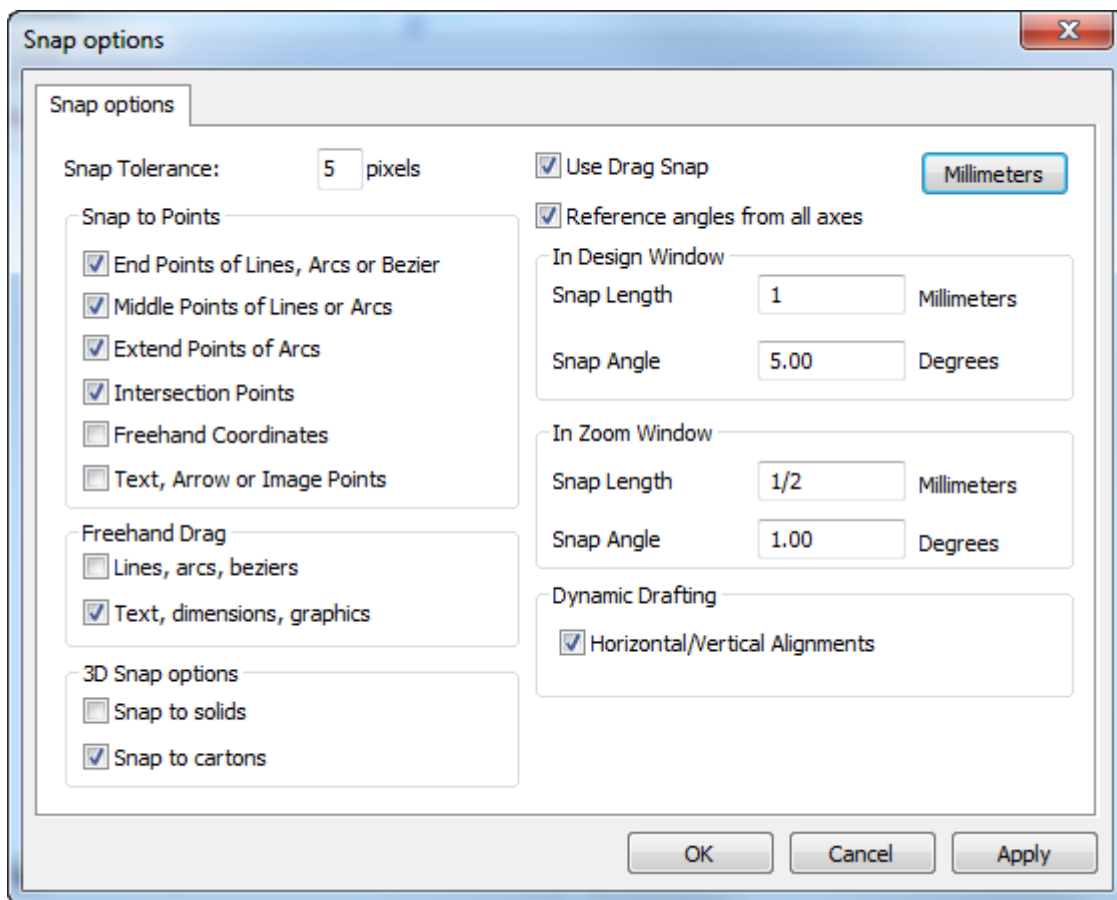 Snap options
Snap options
Snap Tolerance: 5 pixels
Snap to Points
End Points of Lines, Arcs or Bezier
Middle Points of Lines or Arcs
Extend Points of Arcs
Intersection Points
Freehand Coordinates
Text, Arrow or Image Points
Freehand Drag
Lines, arcs, beziers
Text, dimensions, graphics
3D Snap options
Snap to solids
Snap to cartons
Use Drag Snap
Millimeters
Reference angles from all axes
In Design Window
Snap Length 1 Millimeters
Snap Angle 5.00 Degrees
In Zoom Window
Snap Length 1/2 Millimeters
Snap Angle 1.00 Degrees
Dynamic Drafting
Horizontal/Vertical Alignments
OK Cancel Apply